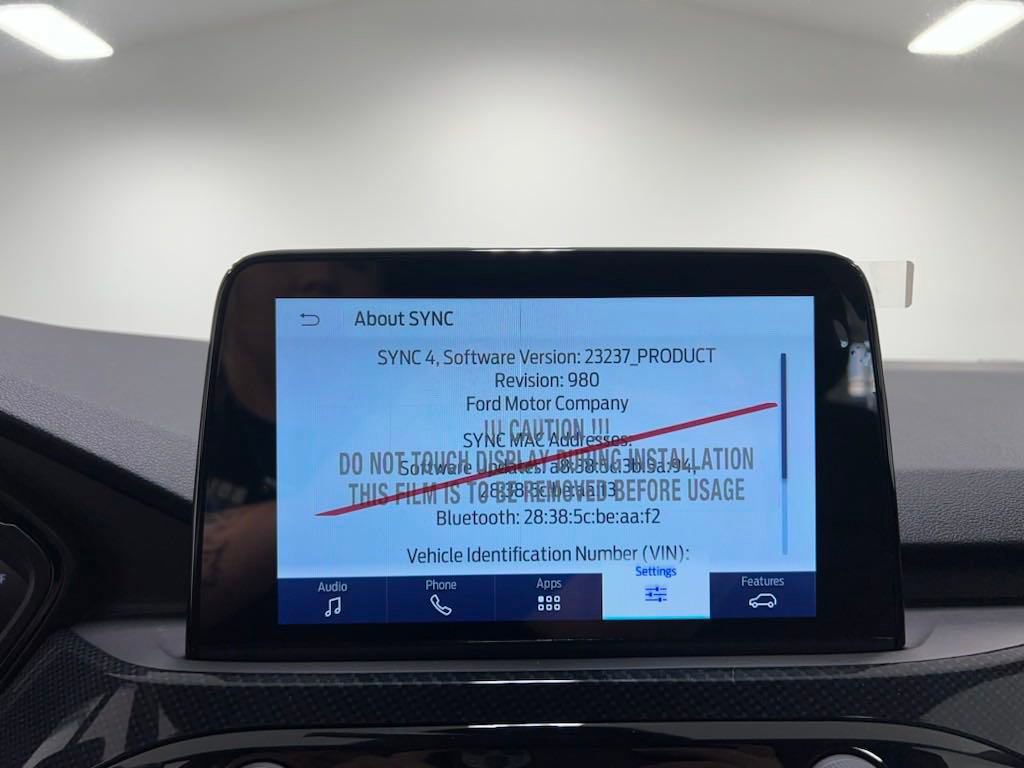 About SYNC
SYNC 4, Software Version: 23237_PRODUCT
Revision: 980
Ford Motor Company
!!! CAUTION !!!
SYNC MAC Addresses:
DO NOT TOUCH DISPLAY DURING INSTALLATION
Software Updates:
THIS FILM IS TO BE REMOVED BEFORE USAGE
Bluetooth: 28:38:5c:be:aa:f2
Vehicle Identification Number (VIN):
Audio
Phone
Apps
Settings
Features